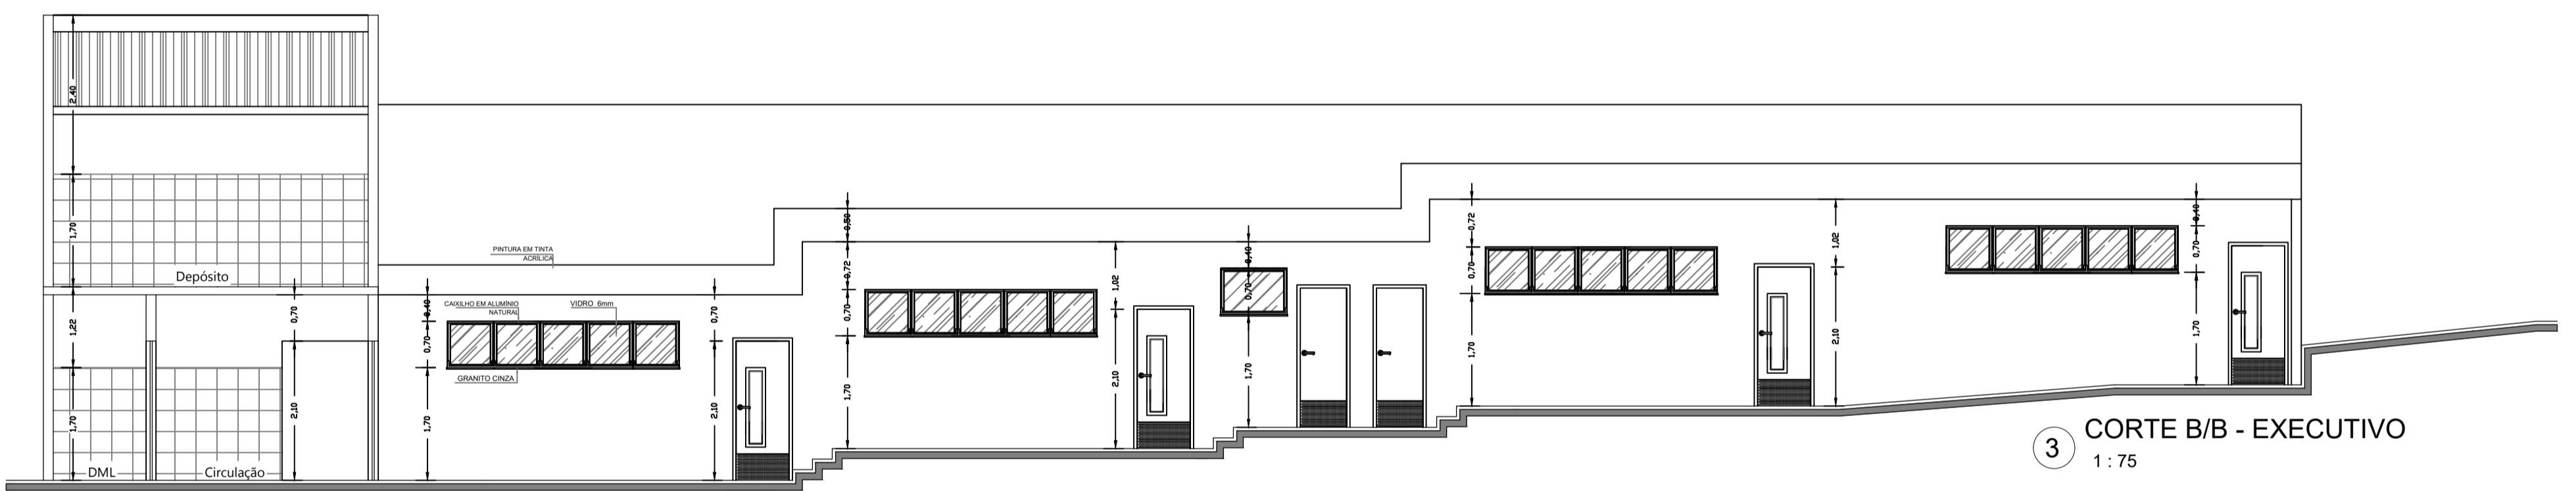 2,40
1,70
Depósito
1,22
1,70
DML
Circulação
0,70
2,10
PINTURA EM TINTA
ACRÍLICA
CAIXILHO EM ALUMÍNIO
NATURAL
VIDRO 6mm
GRANITO CINZA
0,40
0,70
1,70
0,70
2,10
0,50
0,72
0,70
1,70
1,02
2,10
0,40
0,70
1,70
0,72
0,70
1,70
1,02
2,10
0,40
0,70
1,70
3
CORTE B/B - EXECUTIVO
1 : 75